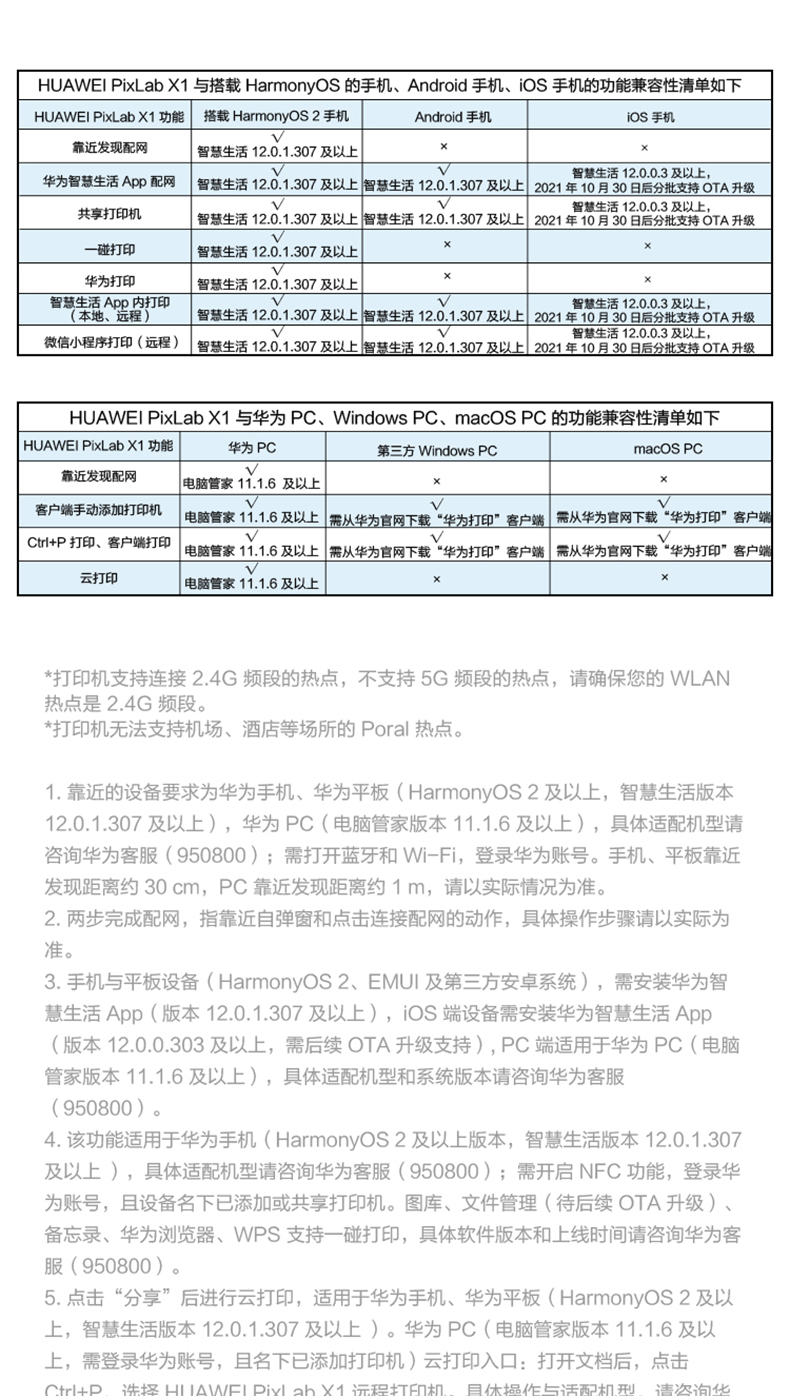 HUAWEI PixLab X1 与搭载 HarmonyOS 的手机、Android 手机、iOS 手机的功能兼容性清单如下
HUAWEI PixLab X1 功能 搭载 HarmonyOS 2 手机 Android 手机 iOS 手机
靠近发现配网 √ 智慧生活 12.0.1.307 及以上 × ×
华为智慧生活 App 配网 √ 智慧生活 12.0.1.307 及以上 √ 智慧生活 12.0.1.307 及以上 智慧生活 12.0.0.3 及以上, 2021 年 10 月 30 日后分批支持 OTA 升级
共享打印机 √ 智慧生活 12.0.1.307 及以上 √ 智慧生活 12.0.1.307 及以上 智慧生活 12.0.0.3 及以上, 2021 年 10 月 30 日后分批支持 OTA 升级
一碰打印 √ 智慧生活 12.0.1.307 及以上 × ×
华为打印 √ 智慧生活 12.0.1.307 及以上 × ×
智慧生活 App 内打印（本地、远程） √ 智慧生活 12.0.1.307 及以上 √ 智慧生活 12.0.1.307 及以上 智慧生活 12.0.0.3 及以上, 2021 年 10 月 30 日后分批支持 OTA 升级
微信小程序打印（远程） √ 智慧生活 12.0.1.307 及以上 √ 智慧生活 12.0.1.307 及以上 智慧生活 12.0.0.3 及以上, 2021 年 10 月 30 日后分批支持 OTA 升级
HUAWEI PixLab X1 与华为 PC、Windows PC、macOS PC 的功能兼容性清单如下
HUAWEI PixLab X1 功能 华为 PC 第三方 Windows PC macOS PC
靠近发现配网 √ 电脑管家 11.1.6 及以上 × ×
客户端手动添加打印机 √ 电脑管家 11.1.6 及以上 √ 需从华为官网下载“华为打印”客户端 √ 需从华为官网下载“华为打印”客户端
Ctrl+P 打印、客户端打印 √ 电脑管家 11.1.6 及以上 √ 需从华为官网下载“华为打印”客户端 √ 需从华为官网下载“华为打印”客户端
云打印 √ 电脑管家 11.1.6 及以上 × ×
*打印机支持连接 2.4G 频段的热点，不支持 5G 频段的热点，请确保您的 WLAN
热点是 2.4G 频段。
*打印机无法支持机场、酒店等场所的 Poral 热点。
1. 靠近的设备要求为华为手机、华为平板（HarmonyOS 2 及以上，智慧生活版本
12.0.1.307 及以上），华为 PC（电脑管家版本 11.1.6 及以上），具体适配机型请
咨询华为客服（950800）；需打开蓝牙和 Wi-Fi，登录华为账号。手机、平板靠近
发现距离约 30 cm，PC 靠近发现距离约 1 m，请以实际情况为准。
2. 两步完成配网，指靠近自弹窗和点击连接配网的动作，具体操作步骤请以实际为
准。
3. 手机与平板设备（HarmonyOS 2、EMUI 及第三方安卓系统），需安装华为智
慧生活 App（版本 12.0.1.307 及以上），iOS 端设备需安装华为智慧生活 App
（版本 12.0.0.303 及以上，需后续 OTA 升级支持）, PC 端适用于华为 PC（电脑
管家版本 11.1.6 及以上），具体适配机型和系统版本请咨询华为客服
（950800）。
4. 该功能适用于华为手机（HarmonyOS 2 及以上版本，智慧生活版本 12.0.1.307
及以上 ），具体适配机型请咨询华为客服（950800）；需开启 NFC 功能，登录华
为账号，且设备名下已添加或共享打印机。图库、文件管理（待后续 OTA 升级）、
备忘录、华为浏览器、WPS 支持一碰打印，具体软件版本和上线时间请咨询华为客
服（950800）。
5. 点击“分享”后进行云打印，适用于华为手机、华为平板（HarmonyOS 2 及以
上，智慧生活版本 12.0.1.307 及以上 ）。华为 PC（电脑管家版本 11.1.6 及以
上，需登录华为账号，且名下已添加打印机）云打印入口：打开文档后，点击
Ctrl+P，选择 HUAWEI PixLab X1 远程打印机。具体操作与适配机型，请咨询华